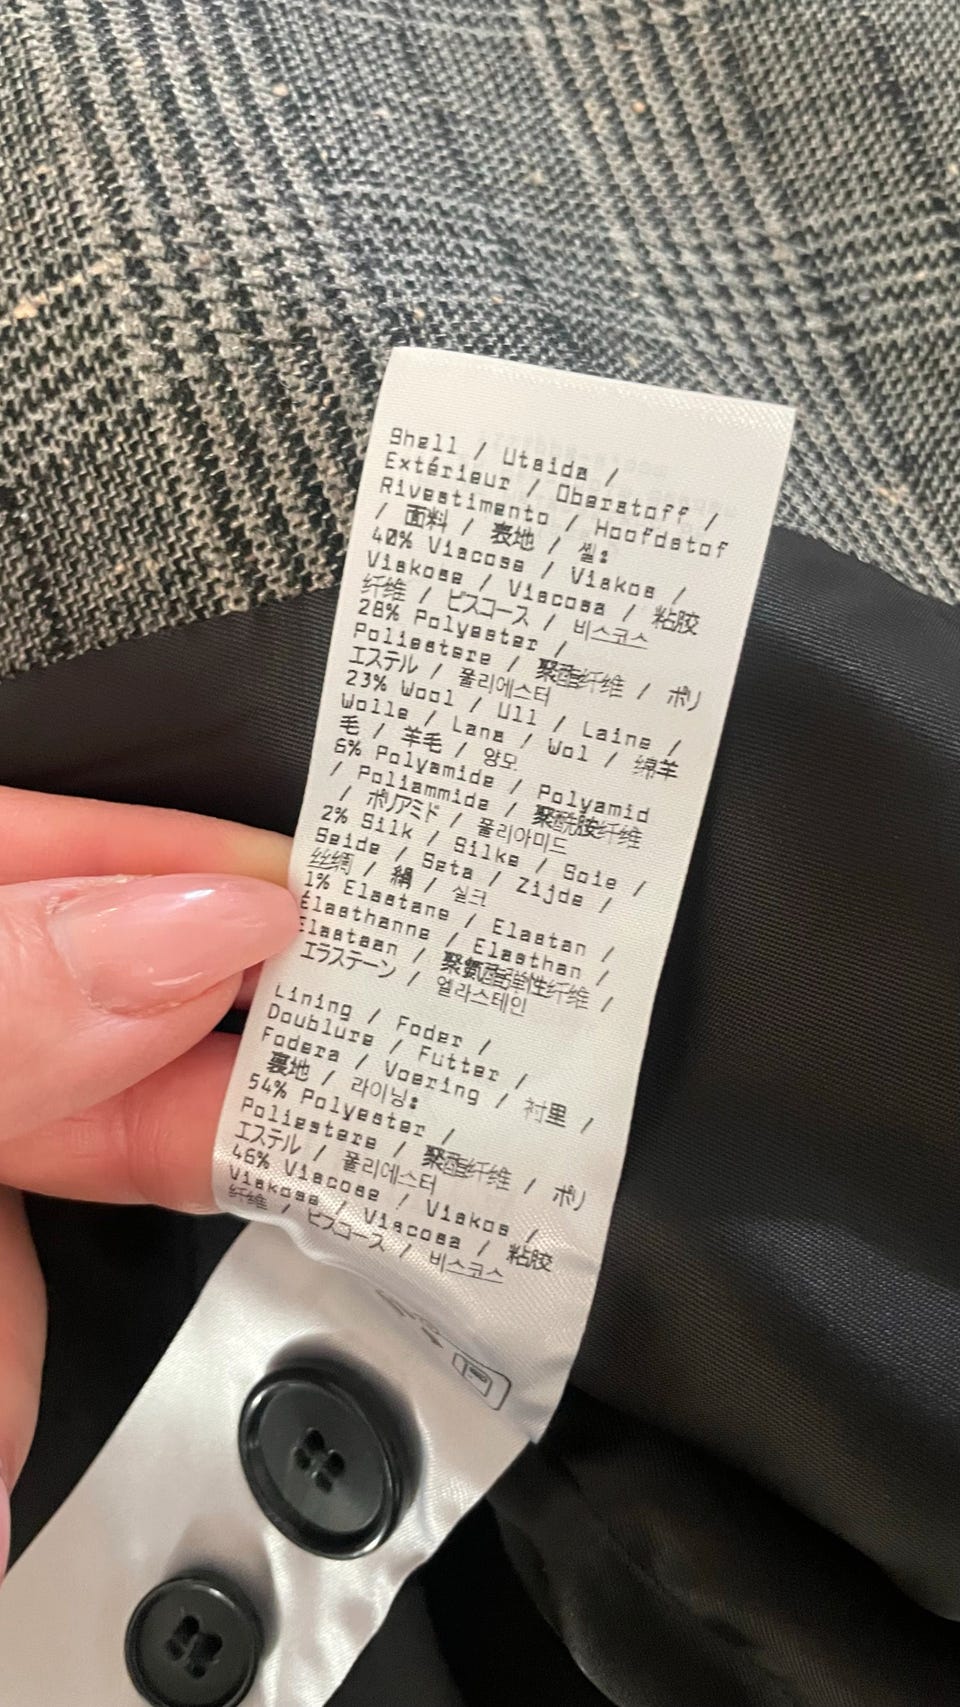 Shell / Utsida /
Extérieur / Oberstoff /
Rivestimento / Hoofdstof
/ 面料 / 表地 / 쉘:
40% Viscose / Viskos /
Viskose / Viscosa / 粘胶
纤维 / ビスコース / 비스코스
28% Polyester /
Poliestere / 聚酯纤维 / ポリ
エステル / 폴리에스터
23% Wool / Ull / Laine /
Wolle / Lana / Wol / 绵羊
毛 / 羊毛 / 양모
6% Polyamide / Polyamid
/ Poliammide / 聚酰胺纤维
/ ポリアミド / 폴리아미드
2% Silk / Silke / Soie /
Seide / Seta / Zijde /
丝绸 / 絹 / 실크
1% Elastane / Elastan /
Élasthanne / Elasthan /
Elastaan / 聚氨酯弹性纤维 /
エラステーン / 엘라스테인
Lining / Foder /
Doublure / Futter /
Fodera / Voering / 衬里 /
裏地 / 라이닝:
54% Polyester /
Poliestere / 聚酯纤维 / ポリ
エステル / 폴리에스터
46% Viscose / Viskos /
Viskose / Viscosa / 粘胶
纤维 / ビスコース / 비스코스